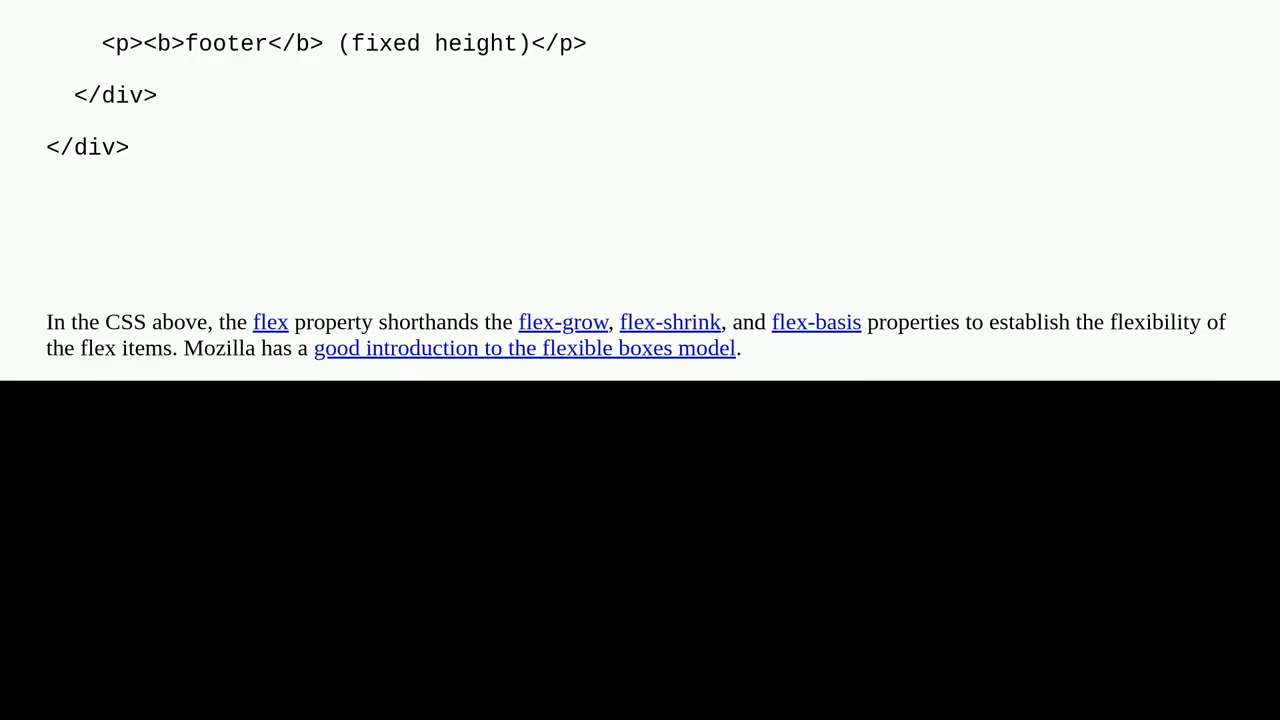 <p><b>footer</b> (fixed height)</p>
</div>
</div>
In the CSS above, the flex property shorthands the flex-grow, flex-shrink, and flex-basis properties to establish the flexibility of
the flex items. Mozilla has a good introduction to the flexible boxes model.